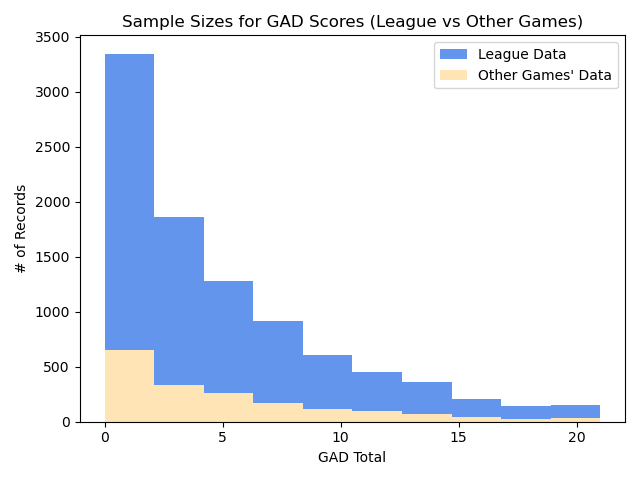 Sample Sizes for GAD Scores (League vs Other Games)
League Data
Other Games' Data
# of Records
3500
3000
2500
2000
1500
1000
500
0
0 5 10 15 20
GAD Total